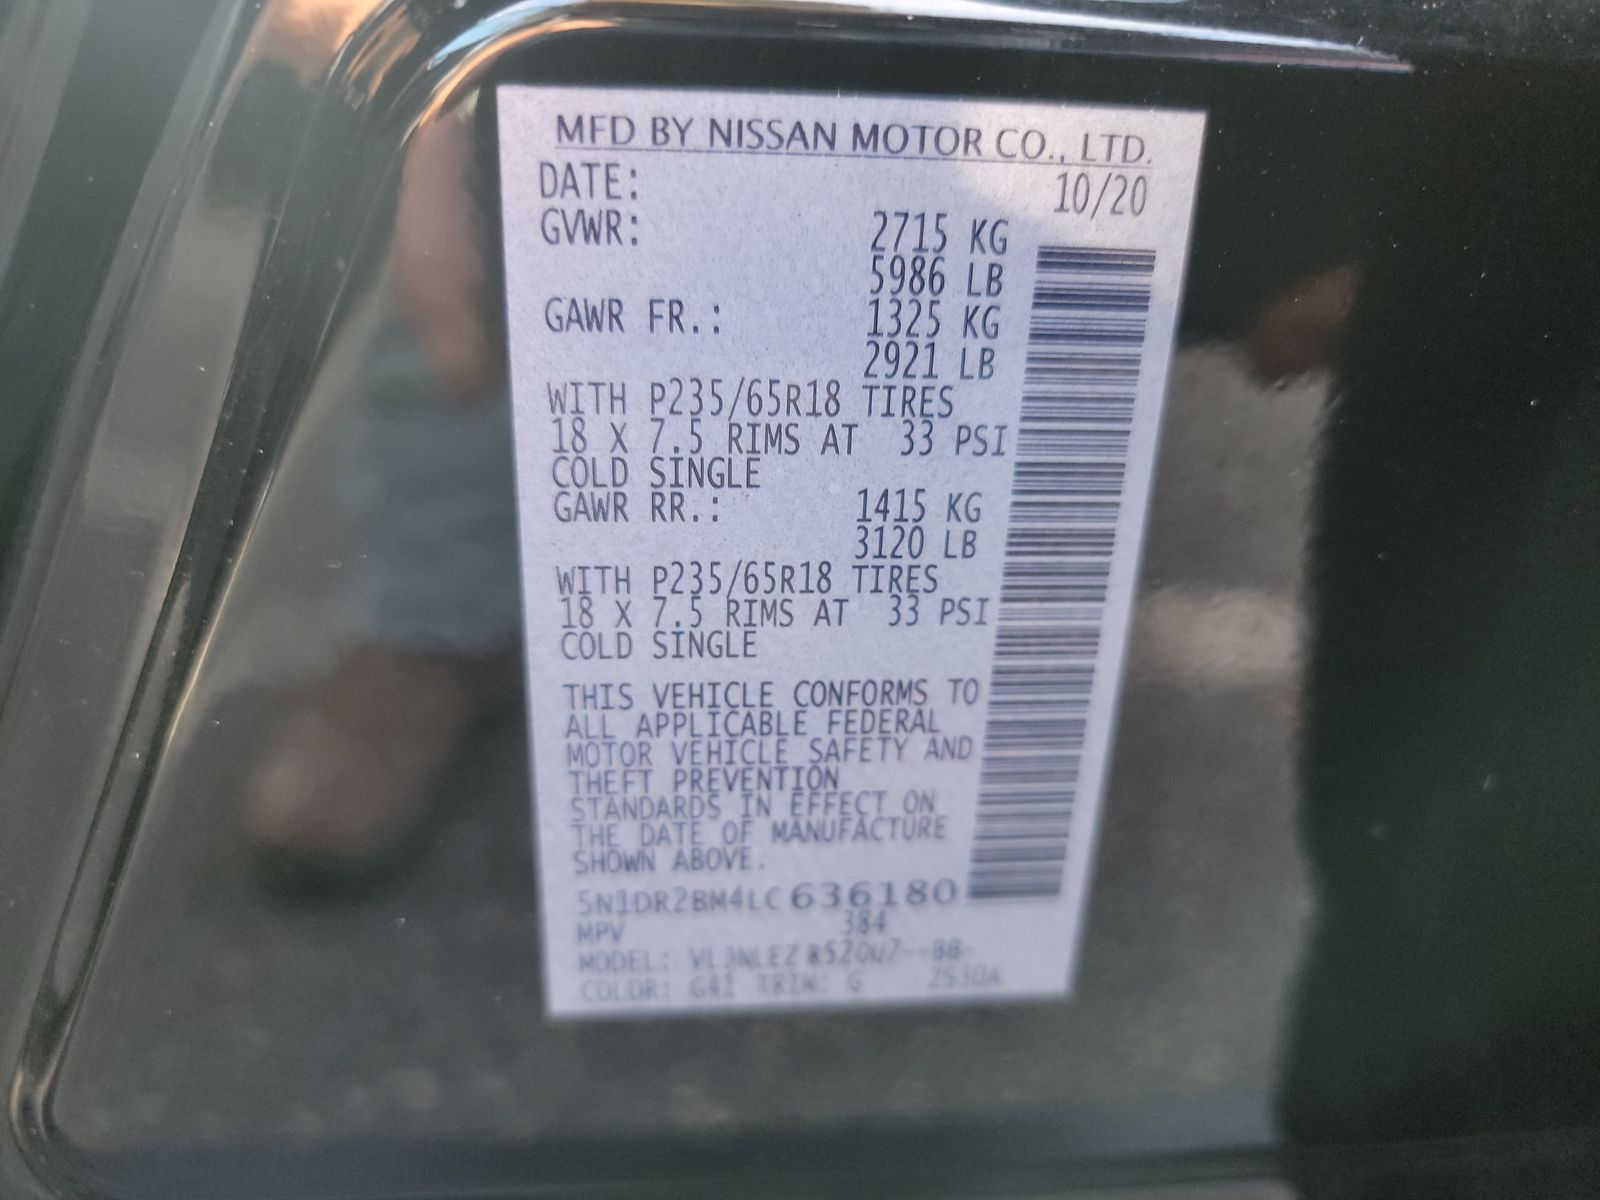 MFD BY NISSAN MOTOR CO., LTD.
DATE: 10/20
GVWR: 2715 KG
5986 LB
GAWR FR.: 1325 KG
2921 LB
WITH P235/65R18 TIRES
18 X 7.5 RIMS AT 33 PSI
COLD SINGLE
GAWR RR.: 1415 KG
3120 LB
WITH P235/65R18 TIRES
18 X 7.5 RIMS AT 33 PSI
COLD SINGLE
THIS VEHICLE CONFORMS TO
ALL APPLICABLE FEDERAL
MOTOR VEHICLE SAFETY AND
THEFT PREVENTION
STANDARDS IN EFFECT ON
THE DATE OF MANUFACTURE
SHOWN ABOVE.
5N1DR2BM4LC636180
MPV 384
MODEL:
COLOR: G41 TRIM: G